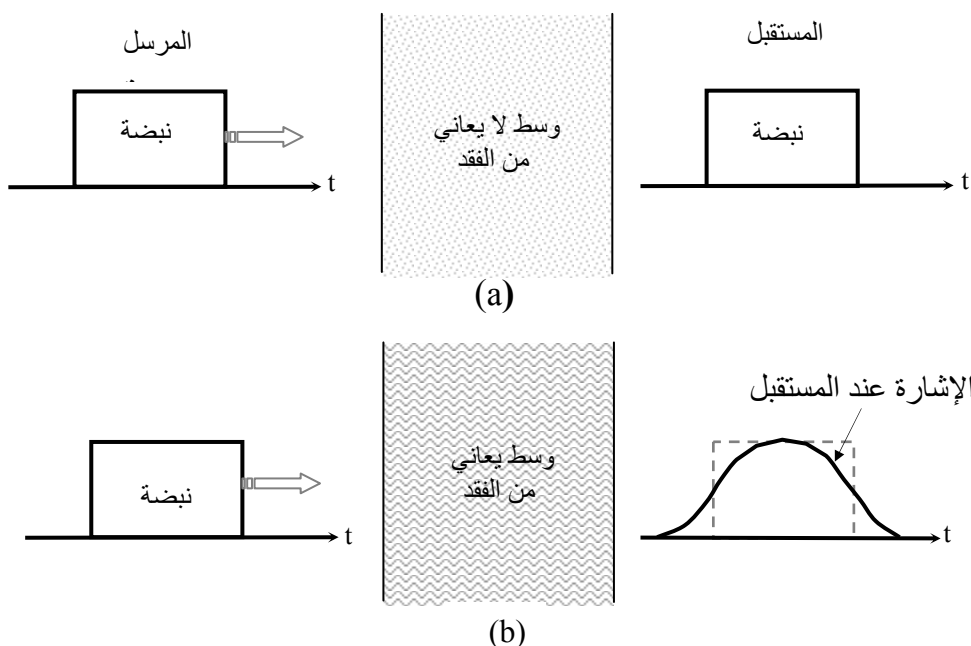 المرسل
المستقبل
نبضة
وسط لا يعاني
من الفقد
نبضة
t
t
(a)
الإشارة عند المستقبل
نبضة
وسط يعاني
من الفقد
t
t
(b)